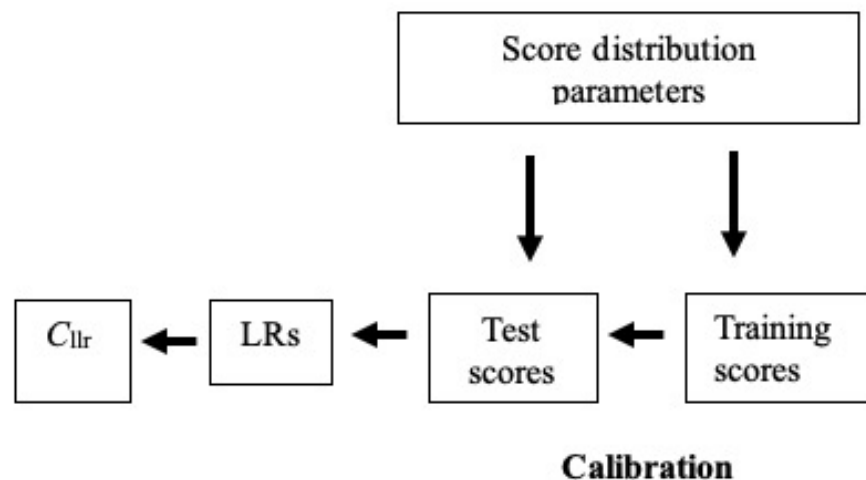 Score distribution
parameters
Cllr
LRs
Test
scores
Training
scores
Calibration